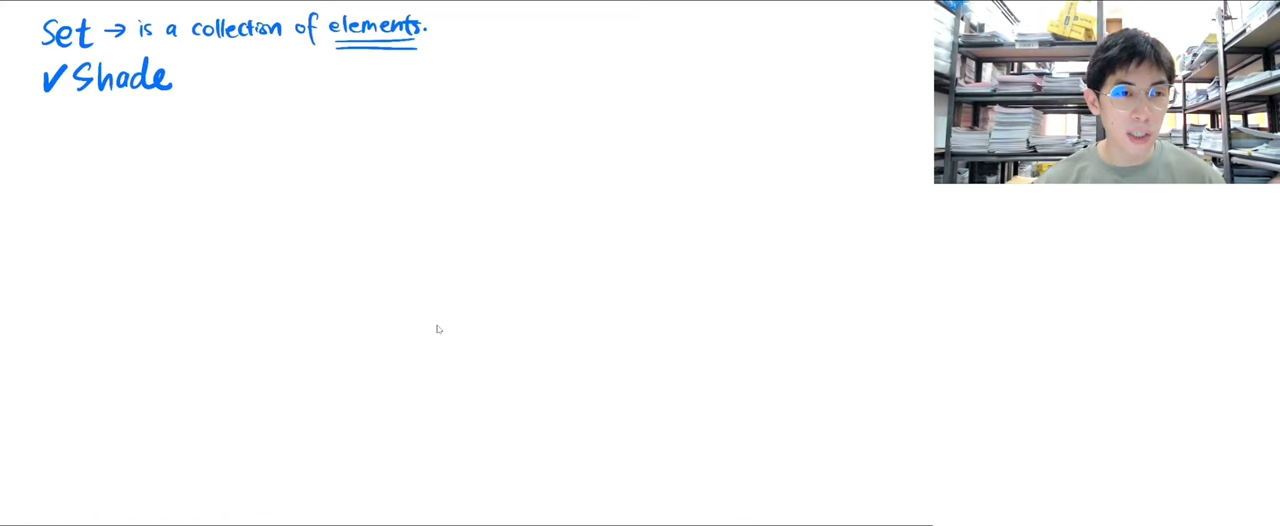 Set → is a collection of elements.
✓ Shade